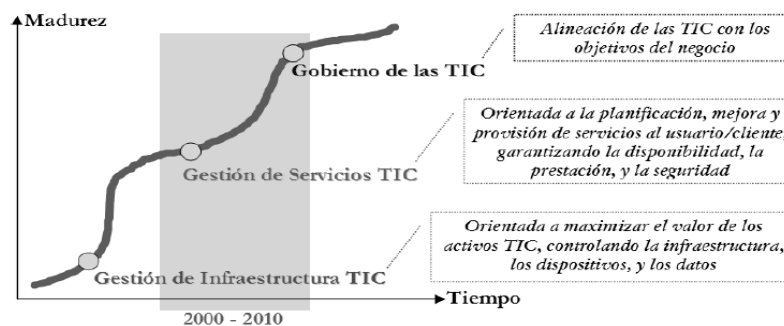 Madurez
Alineación de las TIC con los
objetivos del negocio
Gobierno de las TIC
Orientada a la planificación, mejora y
provisión de servicios al usuario/cliente,
garantizando la disponibilidad, la
prestación, y la seguridad
Gestión de Servicios TIC
Orientada a maximizar el valor de los
activos TIC, controlando la infraestructura,
los dispositivos, y los datos
Gestión de Infraestructura TIC
Tiempo
2000 - 2010